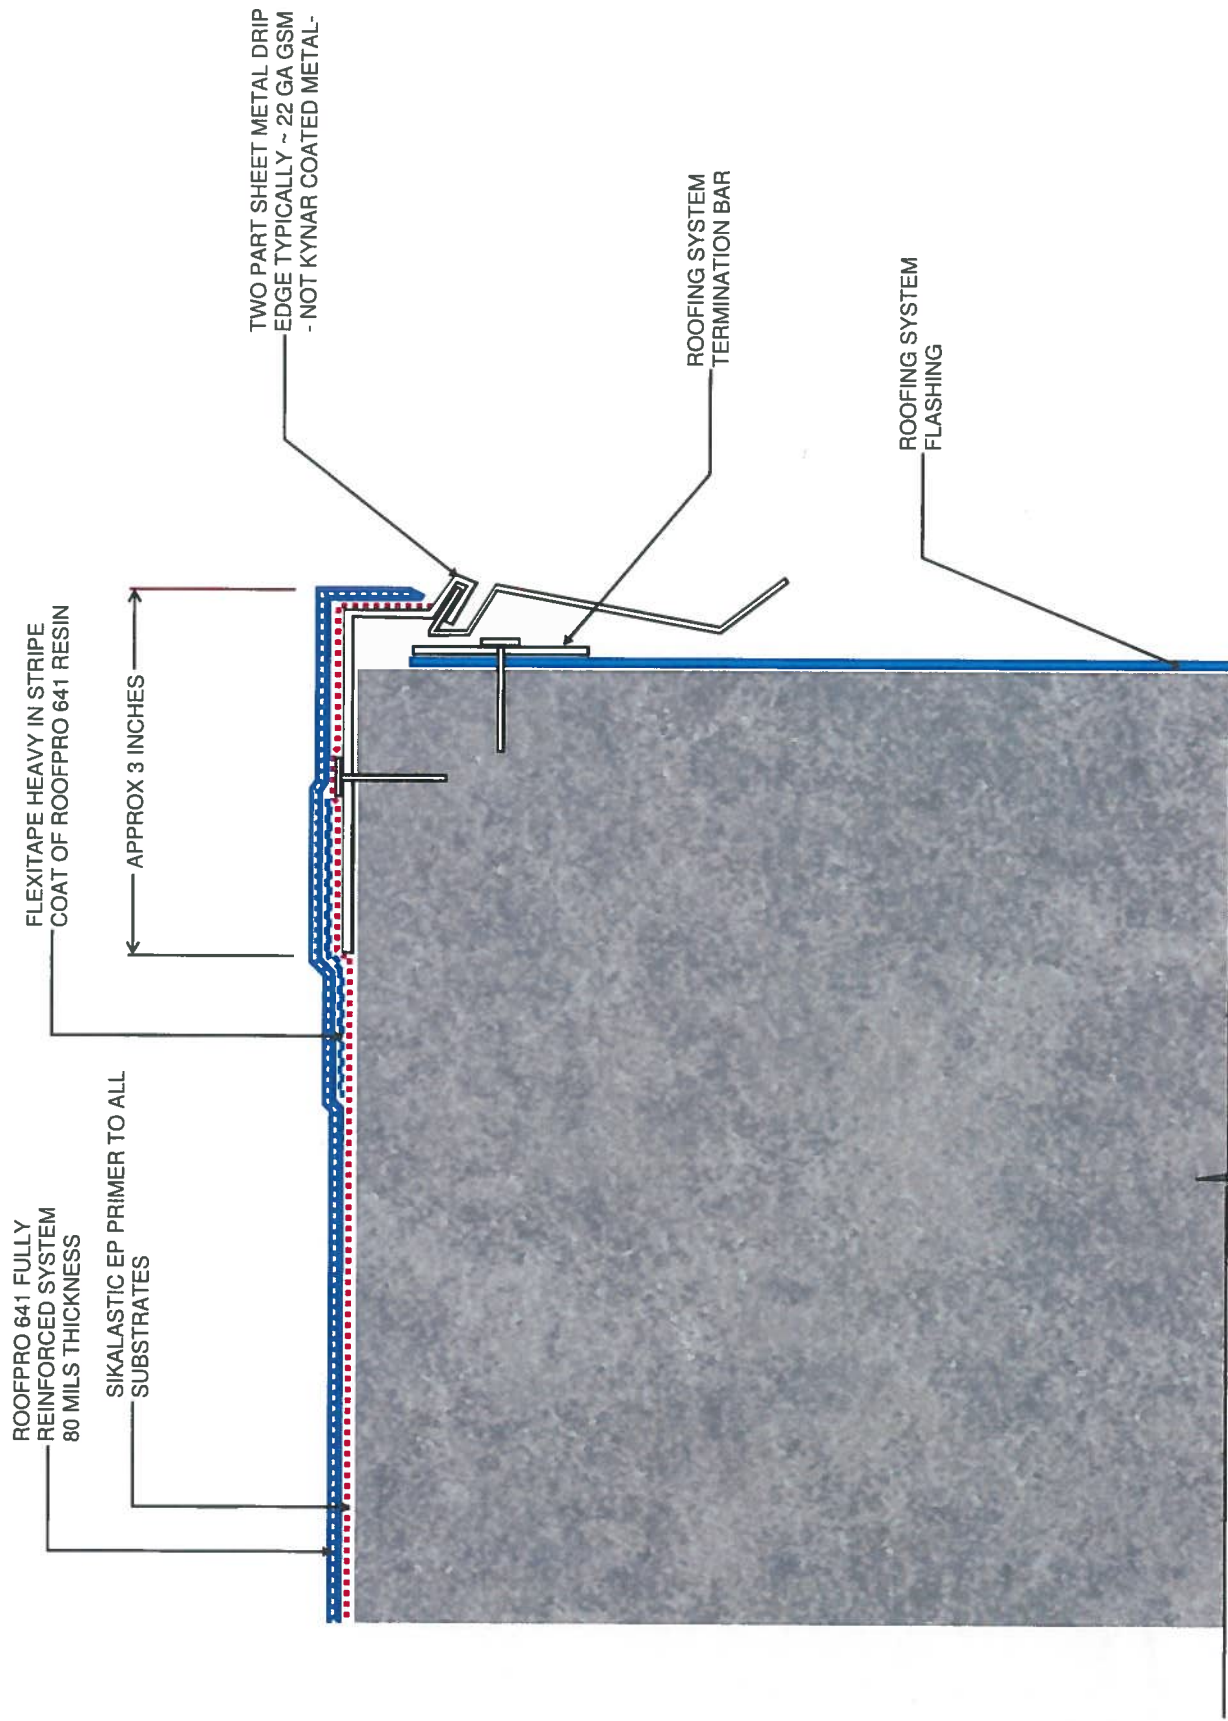 ROOFPRO 641 FULLY
REINFORCED SYSTEM
80 MILS THICKNESS
SIKALASTIC EP PRIMER TO ALL
SUBSTRATES
FLEXITAPE HEAVY IN STRIPE
COAT OF ROOFPRO 641 RESIN
APPROX 3 INCHES
TWO PART SHEET METAL DRIP
EDGE TYPICALLY ~ 22 GA GSM
- NOT KYNAR COATED METAL-
ROOFING SYSTEM
TERMINATION BAR
ROOFING SYSTEM
FLASHING